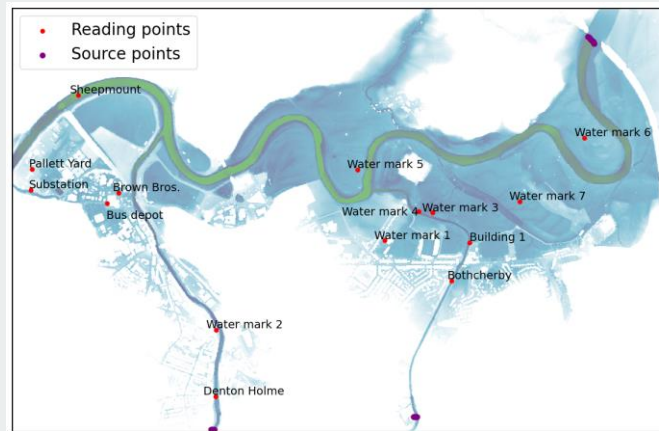 Reading points
Source points
Sheepmount
Water mark 6
Pallett Yard
Water mark 5
Substation
Brown Bros.
Bus depot
Water mark 7
Water mark 4
Water mark 3
Water mark 1
Building 1
Botcherby
Water mark 2
Denton Holme